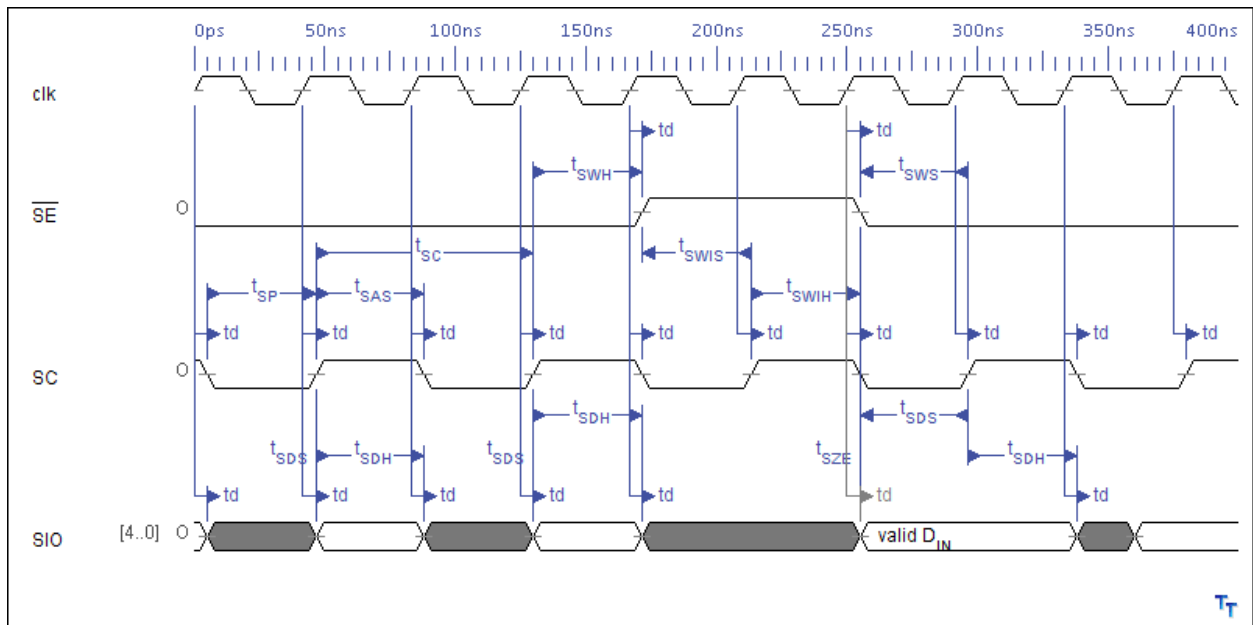 0ps 50ns 100ns 150ns 200ns 250ns 300ns 350ns 400ns
clk
td td
tSWH tSWS
SE O
tSC tSWIS
tSP tSAS tSWIH
td td td td td td td td td
SC O
tSDH tSDS
tSDS tSDH tSDS tSZE tSDH
td td td td td td td
SIO [4..0] O valid DIN
TT